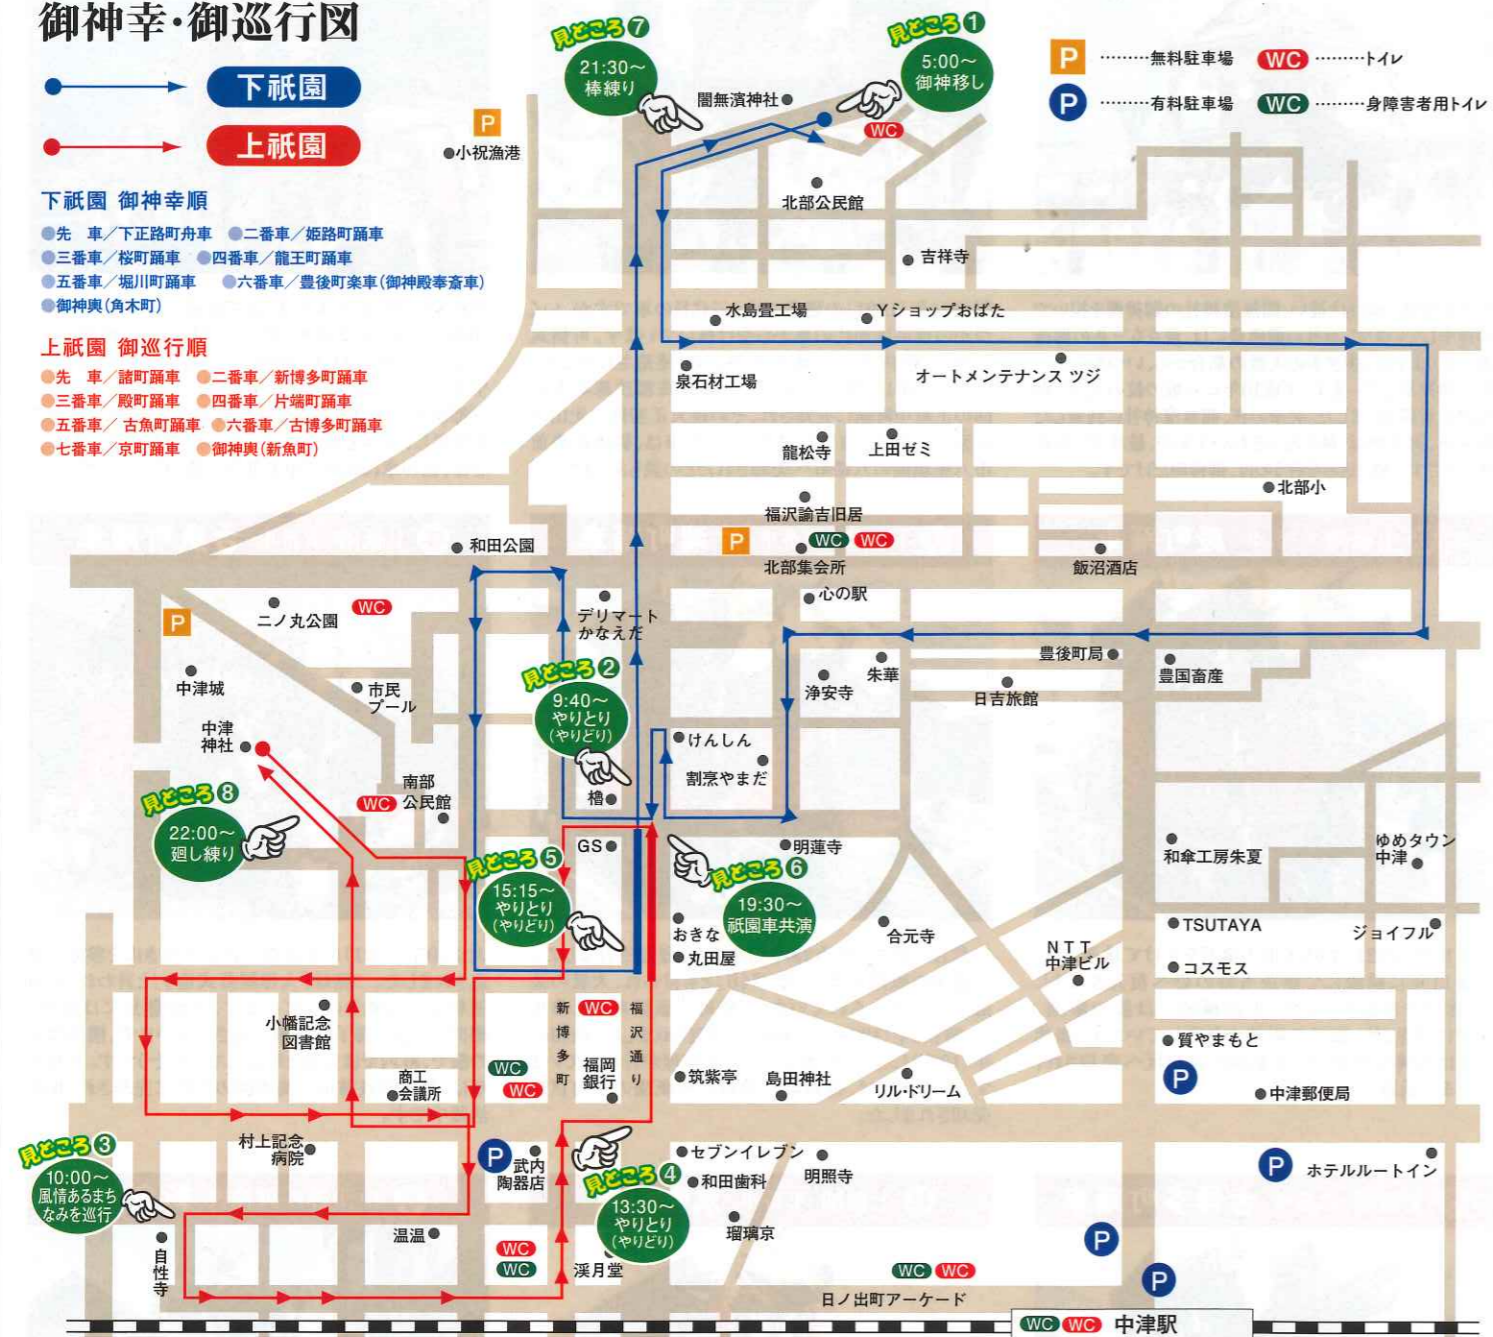 御神幸・御巡行図
下祇園
上祇園
下祇園 御神幸順
●先　車／下正路町舟車 ●二番車／姫路町踊車
●三番車／桜町踊車 ●四番車／龍王町踊車
●五番車／堀川町踊車 ●六番車／豊後町楽車(御神殿奉斎車)
●御神輿(角木町)
上祇園 御巡行順
●先　車／諸町踊車 ●二番車／新博多町踊車
●三番車／殿町踊車 ●四番車／片端町踊車
●五番車／古魚町踊車 ●六番車／古博多町踊車
●七番車／京町踊車 ●御神輿(新魚町)
P ………無料駐車場 WC ………トイレ
P ………有料駐車場 WC ………身障害者用トイレ
見どころ❼
21:30～
棒練り
見どころ❶
5:00～
御神移し
闇無濱神社
WC
P
小祝漁港
北部公民館
吉祥寺
水島畳工場
Yショップおばた
泉石材工場
オートメンテナンス ツジ
龍松寺
上田ゼミ
北部小
福沢諭吉旧居
P
WC WC
北部集会所
飯沼酒店
和田公園
心の駅
二ノ丸公園
WC
P
デリマート
かなえだ
豊後町局
豊国畜産
朱華
浄安寺
日吉旅館
中津城
市民
プール
見どころ❷
9:40～
やりとり
(やりどり)
中津
神社
けんしん
割烹やまだ
櫓
南部
公民館
WC
見どころ❽
22:00～
廻し練り
GS
明蓮寺
和傘工房朱夏
ゆめタウン
中津
見どころ❺
15:15～
やりとり
(やりどり)
見どころ❻
19:30～
祇園車共演
おきな
丸田屋
合元寺
TSUTAYA
ジョイフル
NTT
中津ビル
コスモス
小幡記念
図書館
新博多町
WC
福沢通り
質やまもと
WC
WC
福岡
銀行
商工
会議所
筑紫亭
島田神社
リル・ドリーム
P
中津郵便局
見どころ❸
10:00～
風情あるまち
なみを巡行
村上記念
病院
P
武内
陶器店
セブンイレブン
明照寺
和田歯科
P
ホテルルートイン
見どころ❹
13:30～
やりとり
(やりどり)
瑠璃京
温温
自性寺
WC
WC
渓月堂
P
WC WC
P
日ノ出町アーケード
WC WC 中津駅